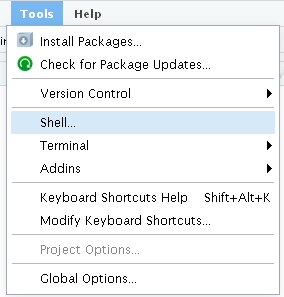 Tools Help
Install Packages...
Check for Package Updates...
Version Control
Shell...
Terminal
Addins
Keyboard Shortcuts Help Shift+Alt+K
Modify Keyboard Shortcuts...
Project Options...
Global Options...